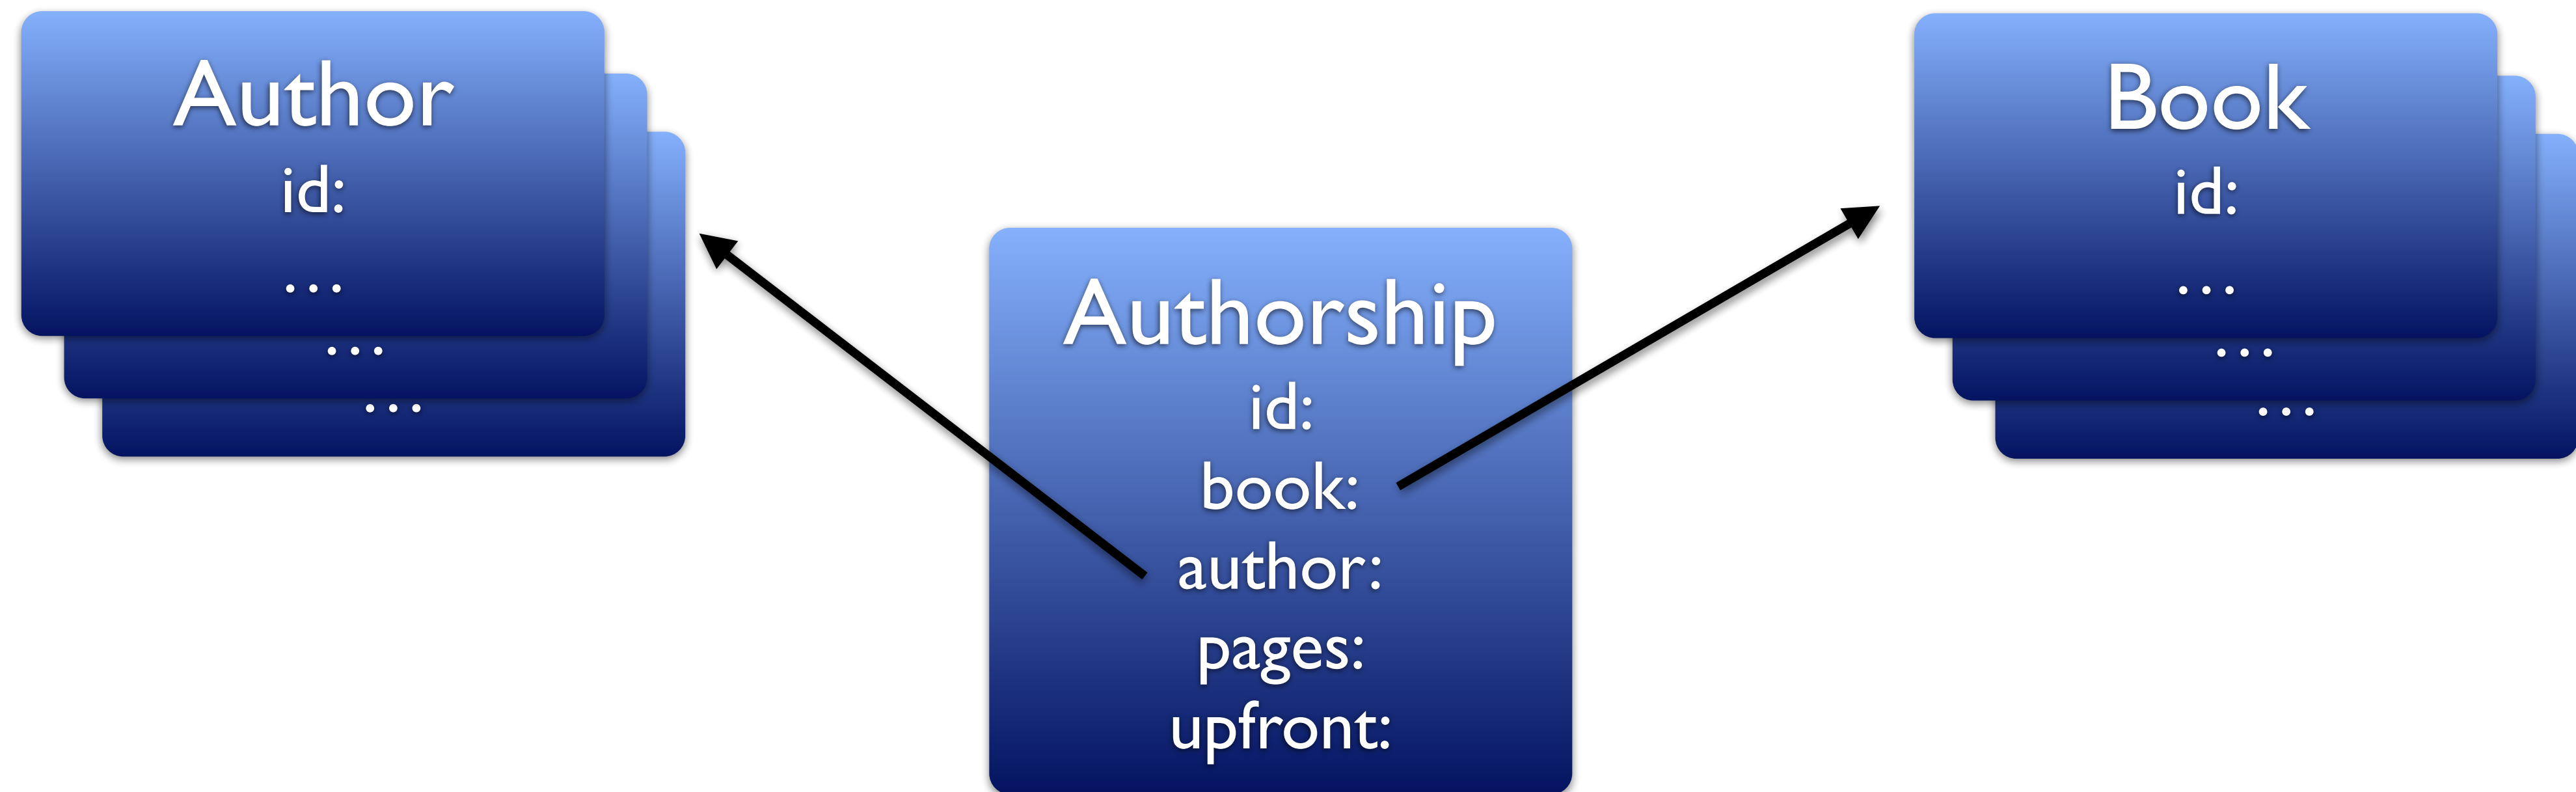 Author
id:
...
...
...
Authorship
id:
book:
author:
pages:
upfront:
Book
id:
...
...
...